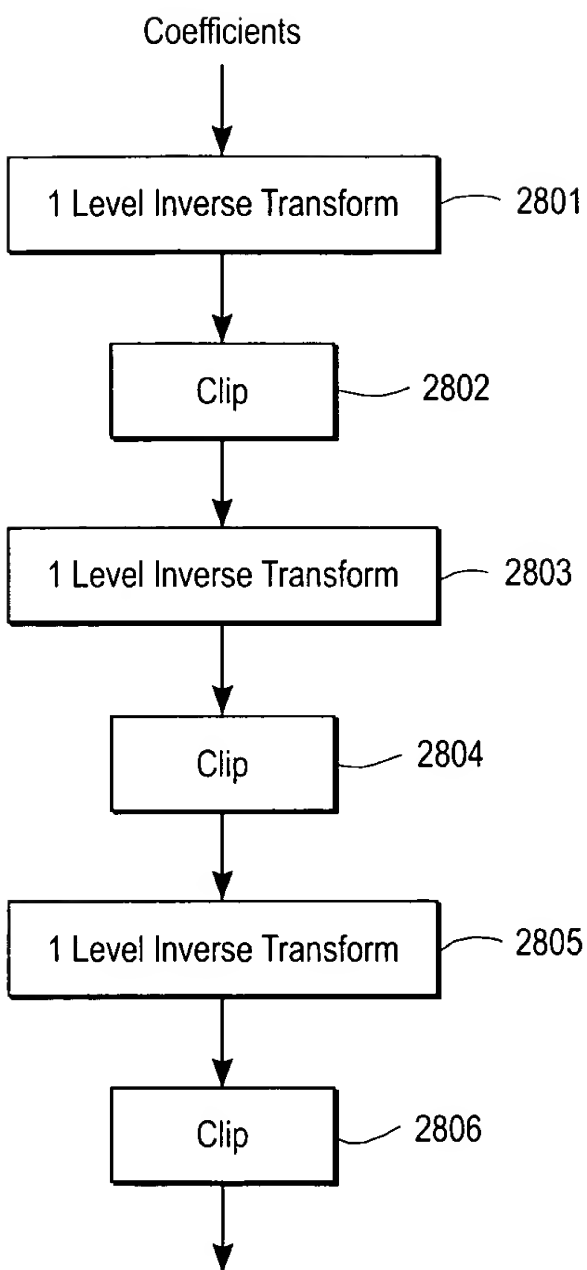 Coefficients
1 Level Inverse Transform
2801
Clip
2802
1 Level Inverse Transform
2803
Clip
2804
1 Level Inverse Transform
2805
Clip
2806